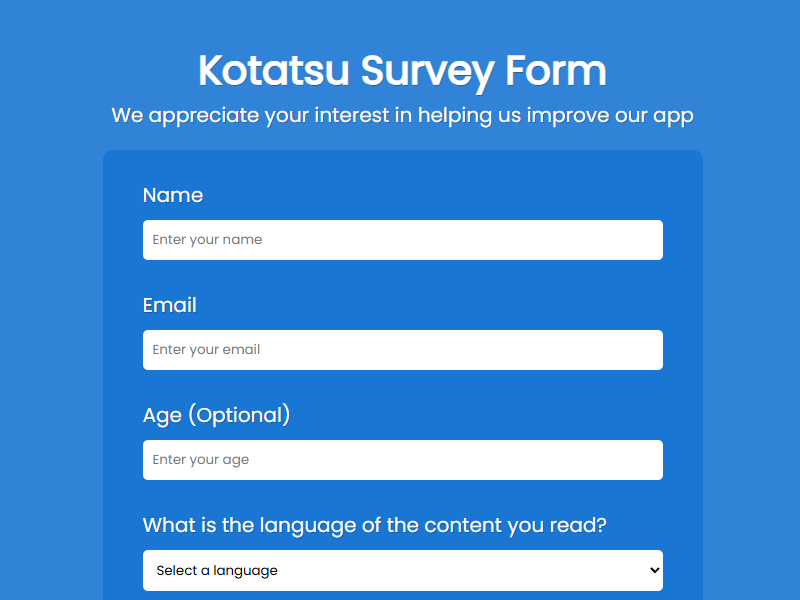 Kotatsu Survey Form
We appreciate your interest in helping us improve our app
Name
Enter your name
Email
Enter your email
Age (Optional)
Enter your age
What is the language of the content you read?
Select a language